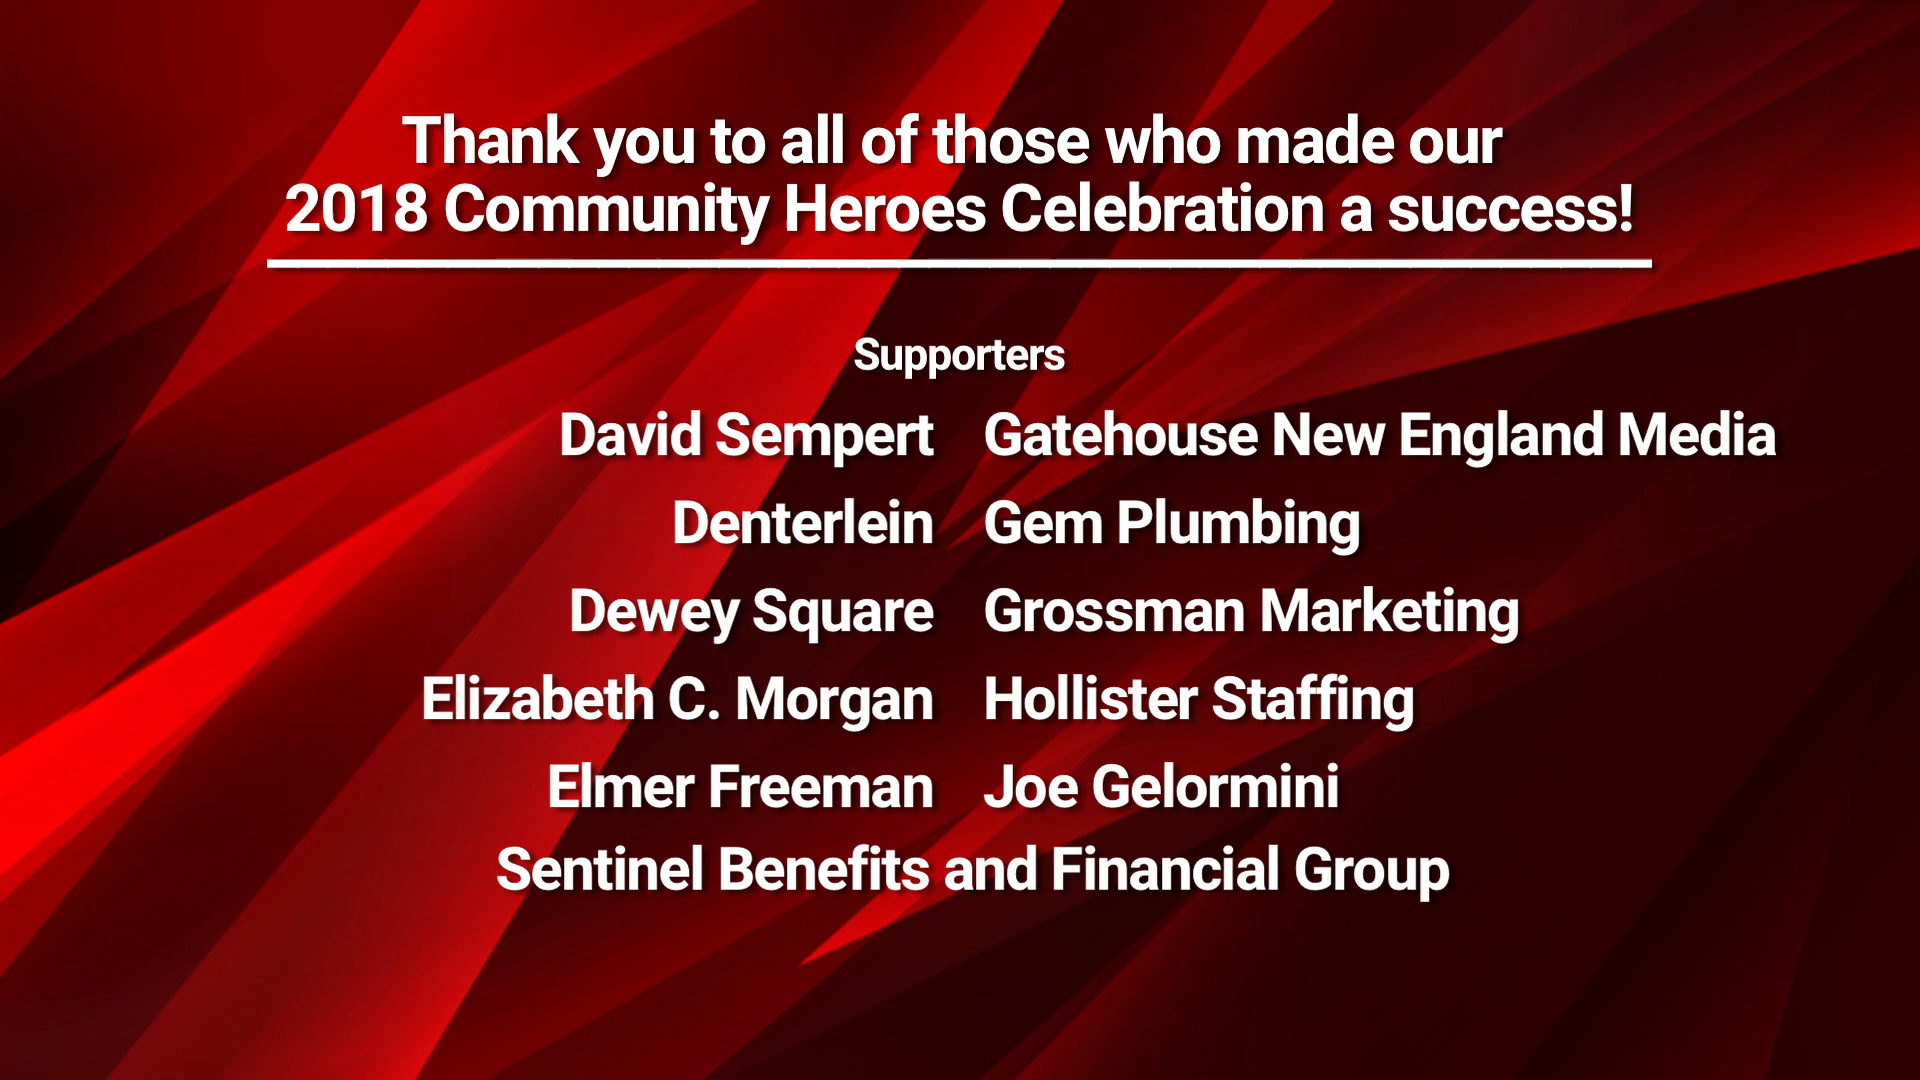 Thank you to all of those who made our
2018 Community Heroes Celebration a success!
Supporters
David Sempert Gatehouse New England Media
Denterlein Gem Plumbing
Dewey Square Grossman Marketing
Elizabeth C. Morgan Hollister Staffing
Elmer Freeman Joe Gelormini
Sentinel Benefits and Financial Group